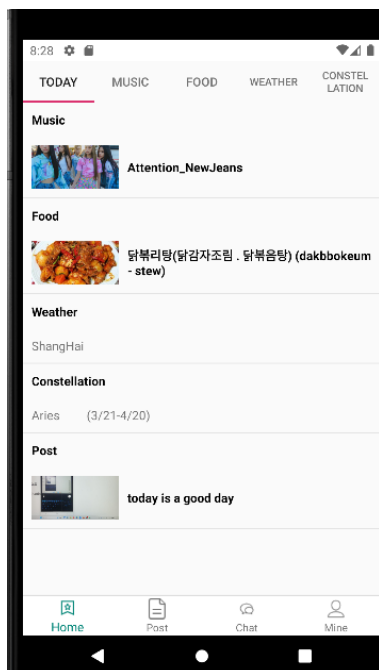 8:28
TODAY MUSIC FOOD WEATHER CONSTEL
LATION
Music
Attention_NewJeans
Food
닭볶리탕(닭감자조림 . 닭볶음탕) (dakbbokeum
- stew)
Weather
ShangHai
Constellation
Aries (3/21-4/20)
Post
today is a good day
Home Post Chat Mine